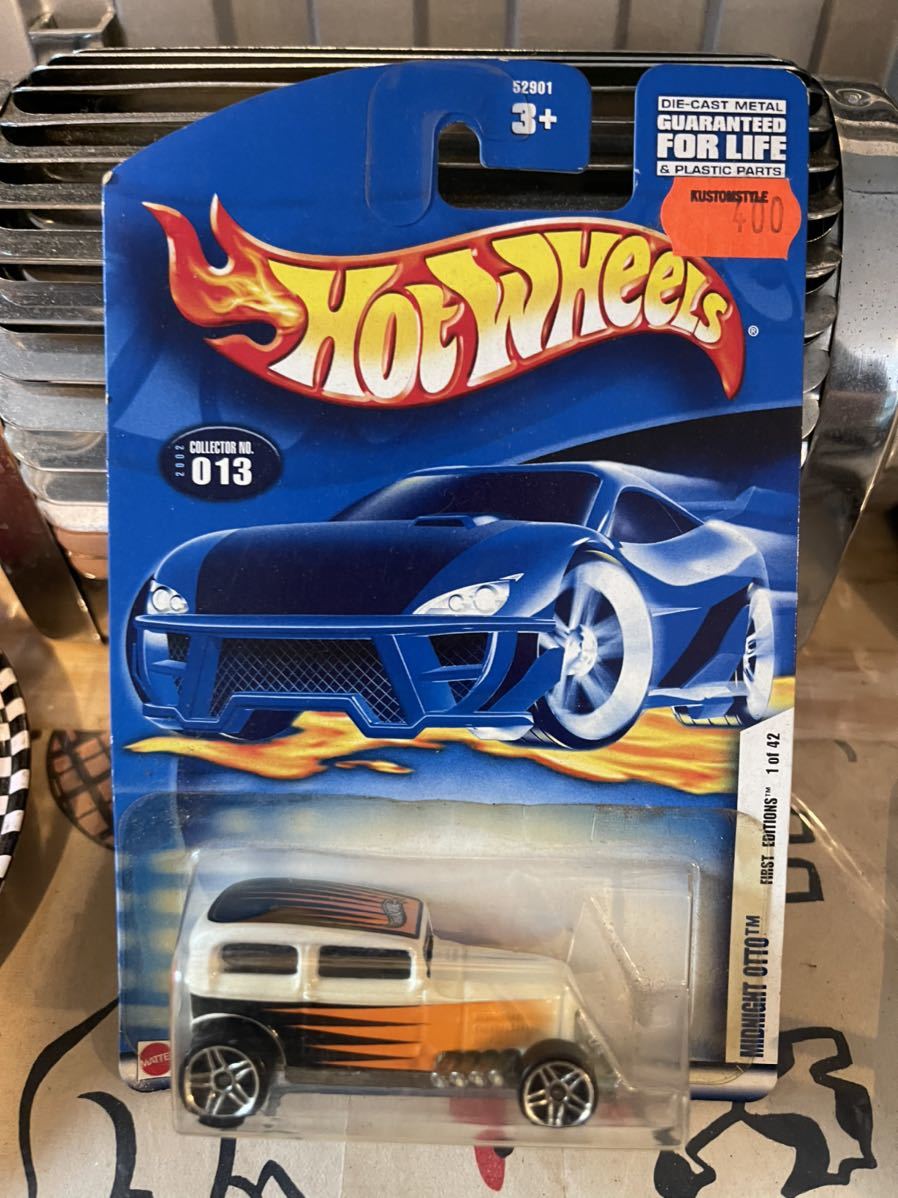 52901
3+
DIE-CAST METAL
GUARANTEED
FOR LIFE
& PLASTIC PARTS
KUSTOMSTYLE
400
HOT WHEELS®
2002
COLLECTOR NO.
013
FIRST EDITIONS™ 1 of 42
MIDNIGHT OTTO™
MATTEL